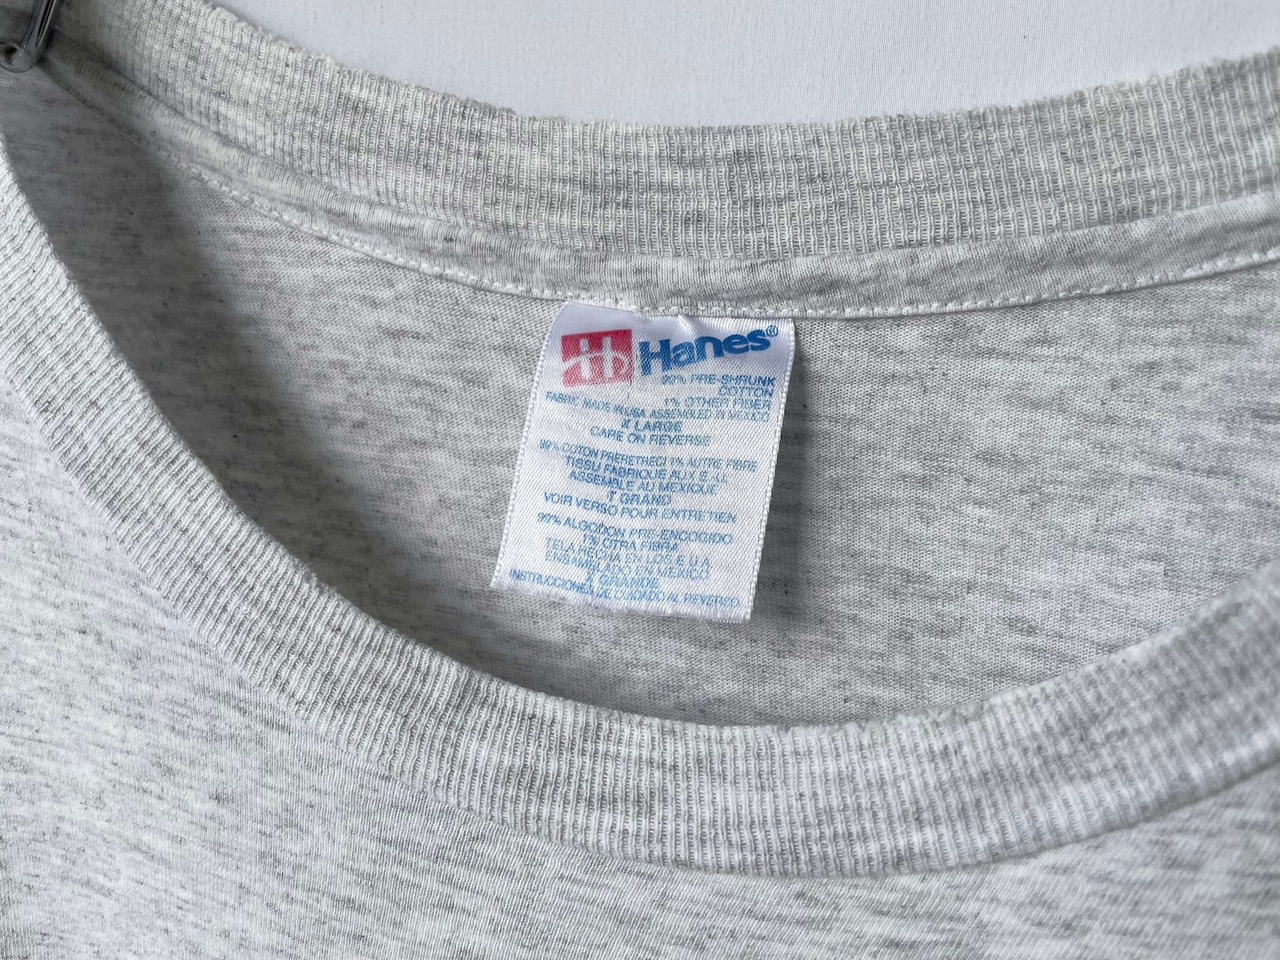 Hanes®
99% PRE-SHRUNK
COTTON
1% OTHER FIBER
FABRIC MADE IN USA ASSEMBLED IN MEXICO
X LARGE
CARE ON REVERSE
99% COTON PRERETRECI 1% AUTRE FIBRE
TISSU FABRIQUE AUX E.U.
ASSEMBLE AU MEXIQUE
T GRAND
VOIR VERSO POUR ENTRETIEN
99% ALGODON PRE-ENCOGIDO
1% OTRA FIBRA
TELA HECHA EN LOS E.U.A.
ENSAMBLADO EN MEXICO
GRANDE
INSTRUCCIONES DE CUIDADO AL REVERSO